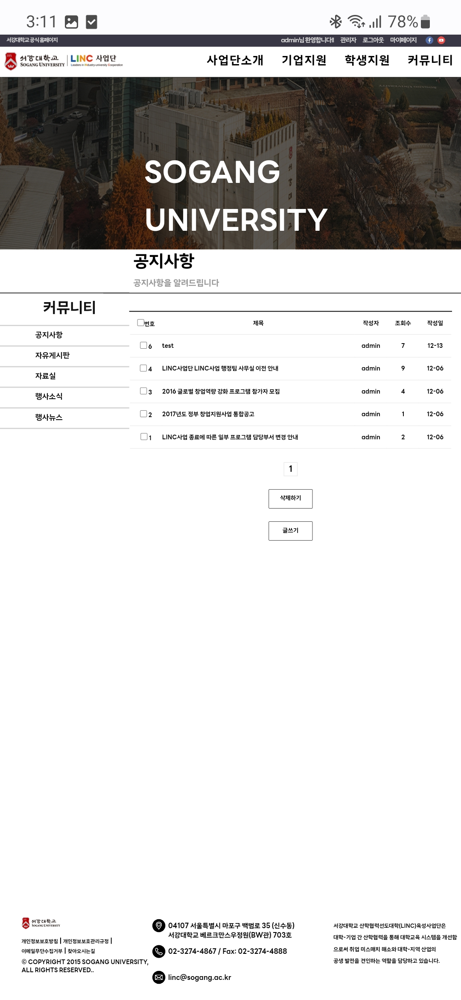 3:11 78%
서강대학교 공식 홈페이지 admin님 환영합니다!! 관리자 로그아웃 마이페이지
서강대학교 SOGANG UNIVERSITY LINC 사업단 Leaders in INdustry-university Cooperation
사업단소개 기업지원 학생지원 커뮤니티
SOGANG
UNIVERSITY
공지사항
공지사항을 알려드립니다
커뮤니티
공지사항
자유게시판
자료실
행사소식
행사뉴스
번호 제목 작성자 조회수 작성일
6 test admin 7 12-13
4 LINC사업단 LINC사업 행정팀 사무실 이전 안내 admin 9 12-06
3 2016 글로벌 창업역량 강화 프로그램 참가자 모집 admin 4 12-06
2 2017년도 정부 창업지원사업 통합공고 admin 1 12-06
1 LINC사업 종료에 따른 일부 프로그램 담당부서 변경 안내 admin 2 12-06
1
삭제하기
글쓰기
서강대학교
SOGANG UNIVERSITY
개인정보보호방침 | 개인정보보호관리규정 |
이메일무단수집거부 | 찾아오시는길
© COPYRIGHT 2015 SOGANG UNIVERSITY,
ALL RIGHTS RESERVED..
04107 서울특별시 마포구 백범로 35 (신수동)
서강대학교 베르크만스우정원(BW관) 703호
02-3274-4867 / Fax: 02-3274-4888
linc@sogang.ac.kr
서강대학교 산학협력선도대학(LINC)육성사업단은
대학-기업 간 산학협력을 통해 대학교육 시스템을 개선함
으로써 취업 미스매치 해소와 대학-지역 산업의
공생 발전을 견인하는 역할을 담당하고 있습니다.